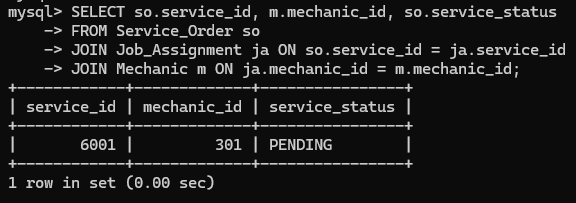 mysql> SELECT so.service_id, m.mechanic_id, so.service_status
    -> FROM Service_Order so
    -> JOIN Job_Assignment ja ON so.service_id = ja.service_id
    -> JOIN Mechanic m ON ja.mechanic_id = m.mechanic_id;
+------------+-------------+----------------+
| service_id | mechanic_id | service_status |
+------------+-------------+----------------+
|       6001 |         301 | PENDING        |
+------------+-------------+----------------+
1 row in set (0.00 sec)